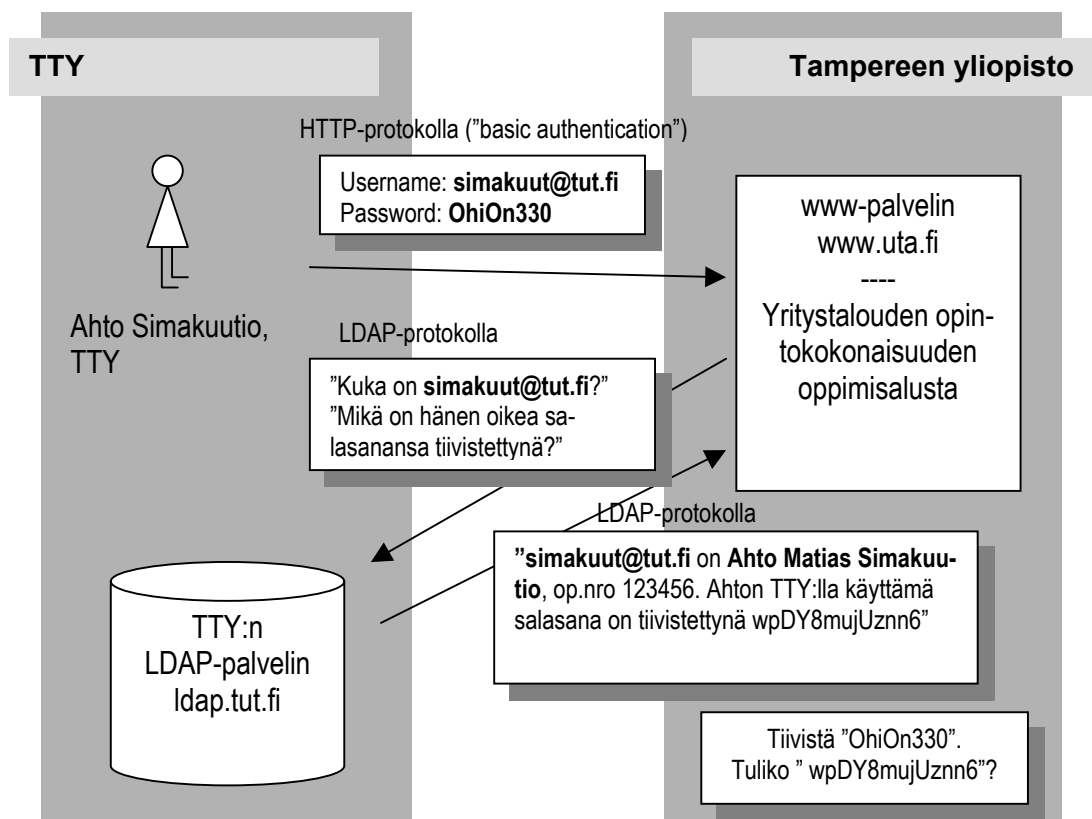 TTY
Tampereen yliopisto
HTTP-protokolla (”basic authentication”)
Username: simakuut@tut.fi
Password: OhiOn330
www-palvelin
www.uta.fi
----
Yritystalouden opin-
tokokonaisuuden
oppimisalusta
Ahto Simakuutio,
TTY
LDAP-protokolla
”Kuka on simakuut@tut.fi?”
”Mikä on hänen oikea sa-
lasanansa tiivistettynä?”
LDAP-protokolla
”simakuut@tut.fi on Ahto Matias Simakuu-
tio, op.nro 123456. Ahton TTY:lla käyttämä
salasana on tiivistettynä wpDY8mujUznn6”
TTY:n
LDAP-palvelin
ldap.tut.fi
Tiivistä ”OhiOn330”.
Tuliko ” wpDY8mujUznn6”?